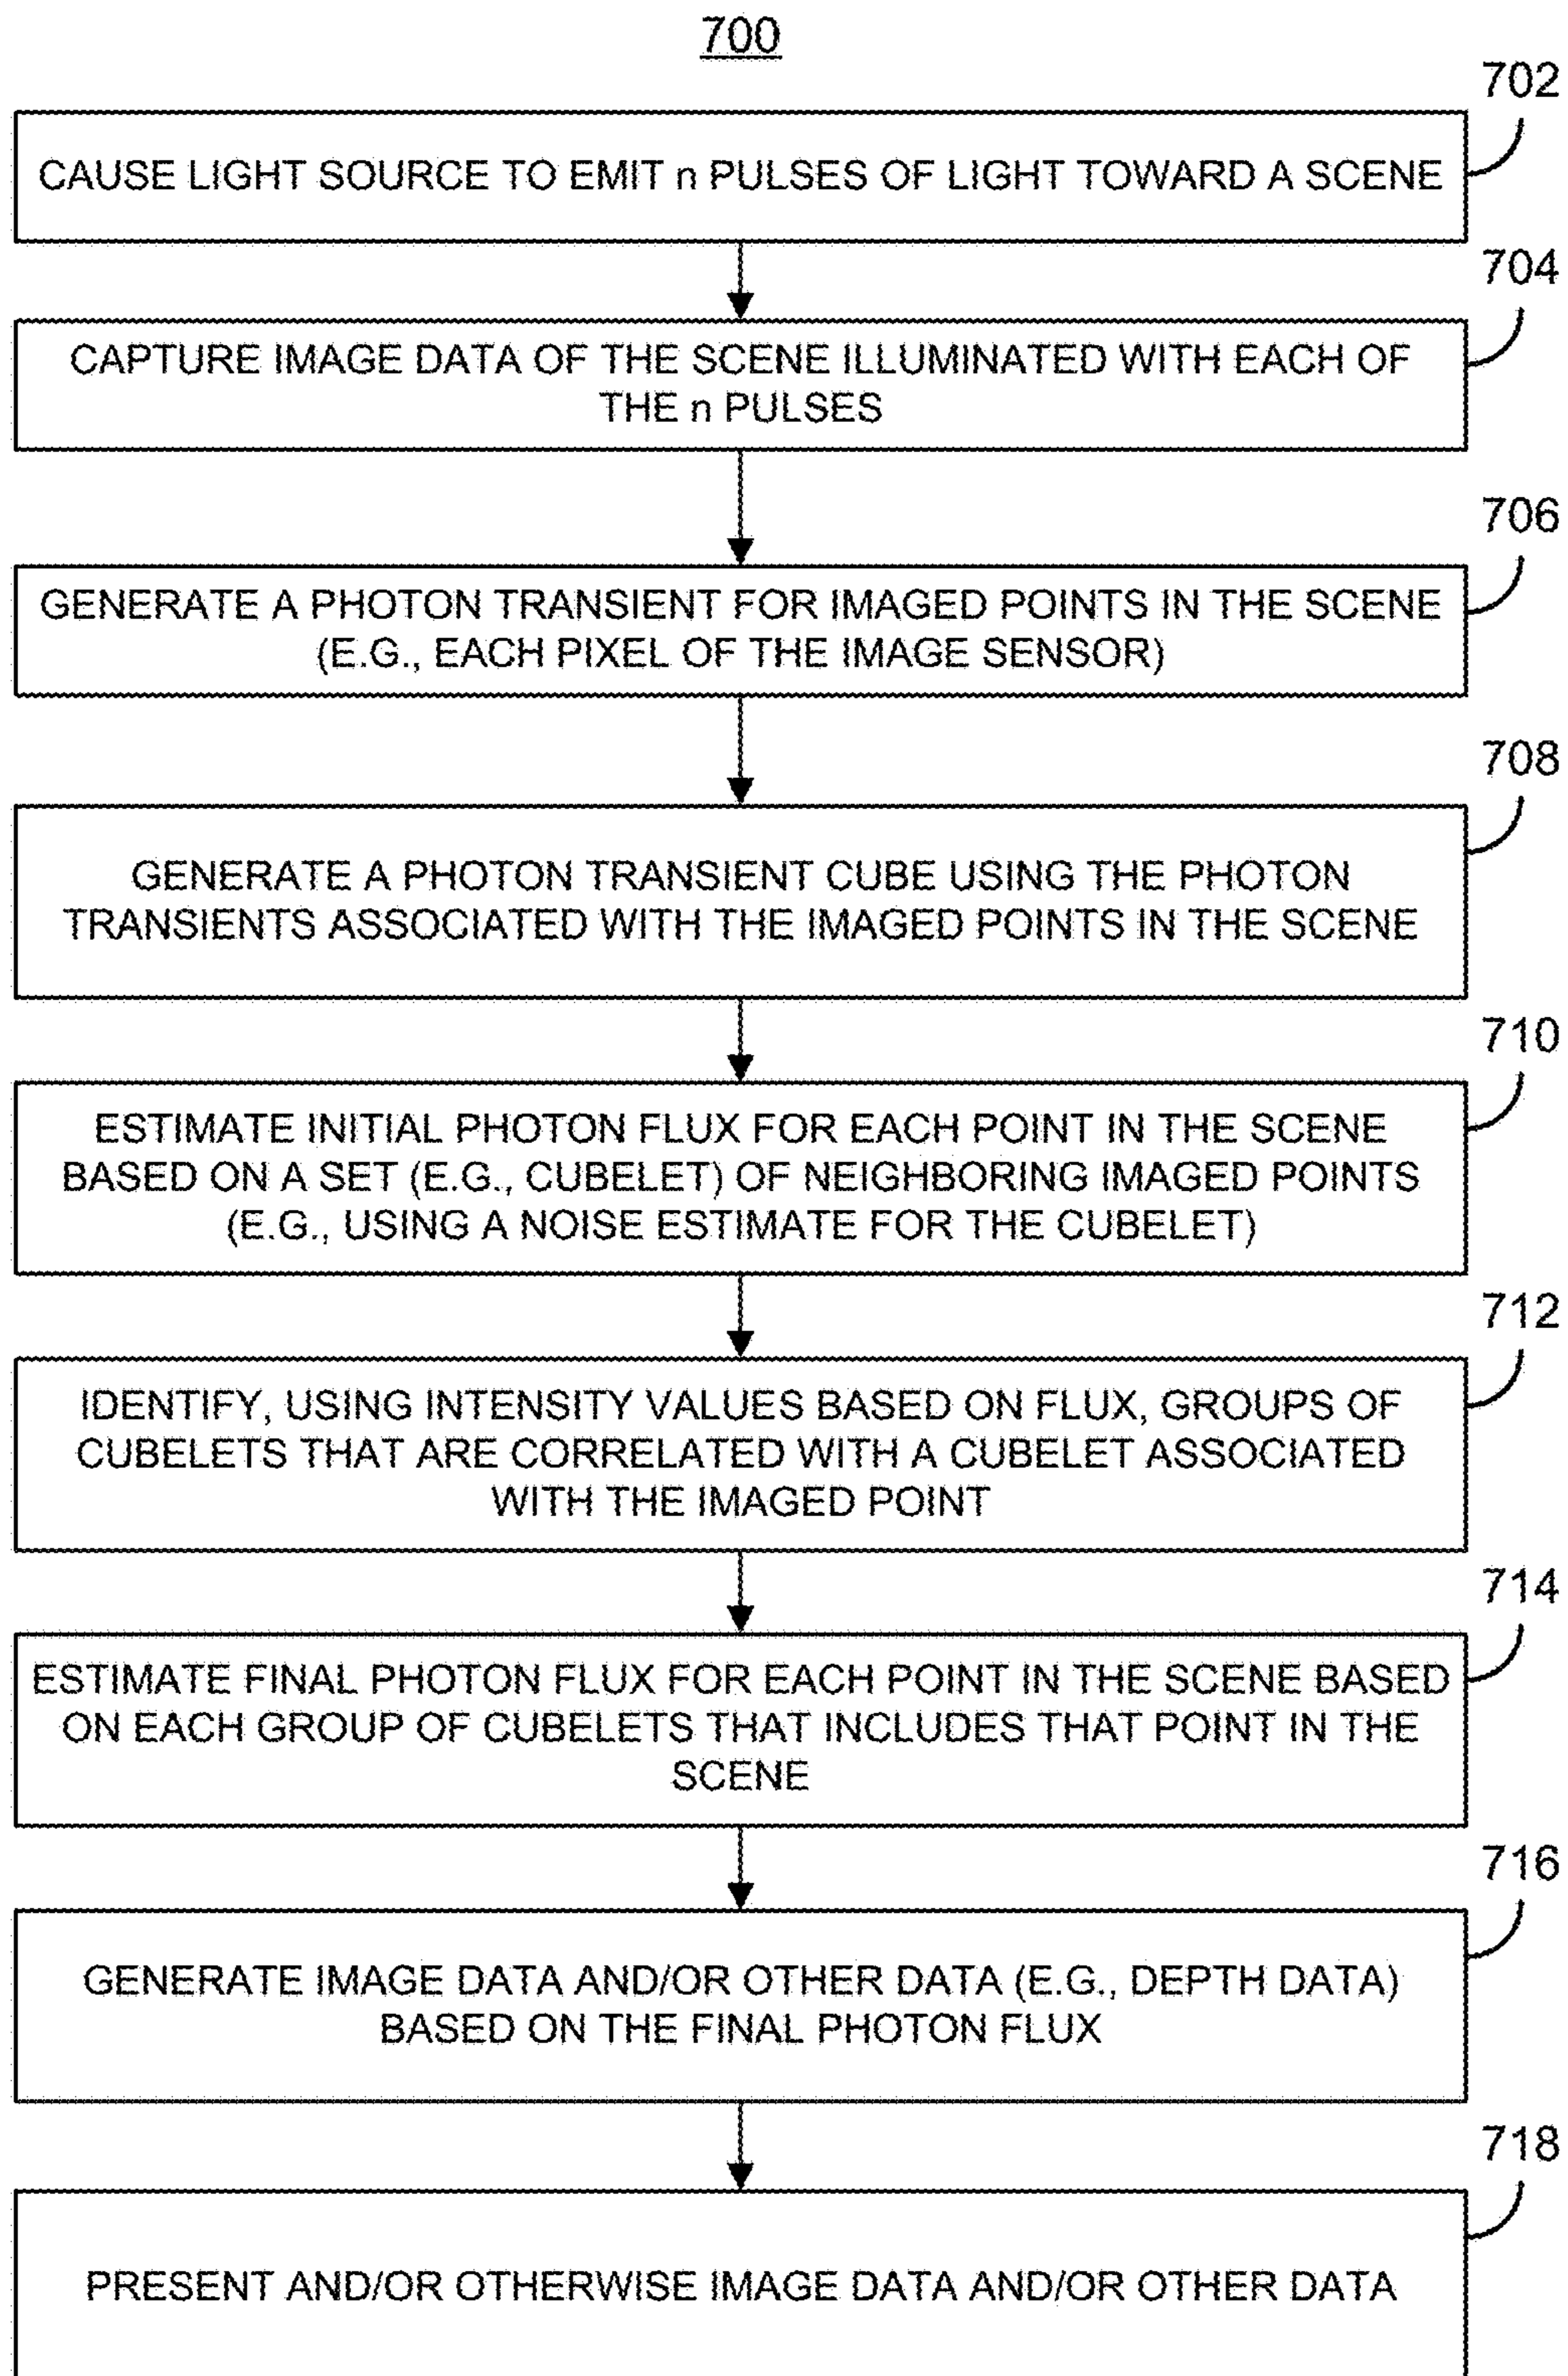 700
702
CAUSE LIGHT SOURCE TO EMIT n PULSES OF LIGHT TOWARD A SCENE
704
CAPTURE IMAGE DATA OF THE SCENE ILLUMINATED WITH EACH OF
THE n PULSES
706
GENERATE A PHOTON TRANSIENT FOR IMAGED POINTS IN THE SCENE
(E.G., EACH PIXEL OF THE IMAGE SENSOR)
708
GENERATE A PHOTON TRANSIENT CUBE USING THE PHOTON
TRANSIENTS ASSOCIATED WITH THE IMAGED POINTS IN THE SCENE
710
ESTIMATE INITIAL PHOTON FLUX FOR EACH POINT IN THE SCENE
BASED ON A SET (E.G., CUBELET) OF NEIGHBORING IMAGED POINTS
(E.G., USING A NOISE ESTIMATE FOR THE CUBELET)
712
IDENTIFY, USING INTENSITY VALUES BASED ON FLUX, GROUPS OF
CUBELETS THAT ARE CORRELATED WITH A CUBELET ASSOCIATED
WITH THE IMAGED POINT
714
ESTIMATE FINAL PHOTON FLUX FOR EACH POINT IN THE SCENE BASED
ON EACH GROUP OF CUBELETS THAT INCLUDES THAT POINT IN THE
SCENE
716
GENERATE IMAGE DATA AND/OR OTHER DATA (E.G., DEPTH DATA)
BASED ON THE FINAL PHOTON FLUX
718
PRESENT AND/OR OTHERWISE IMAGE DATA AND/OR OTHER DATA